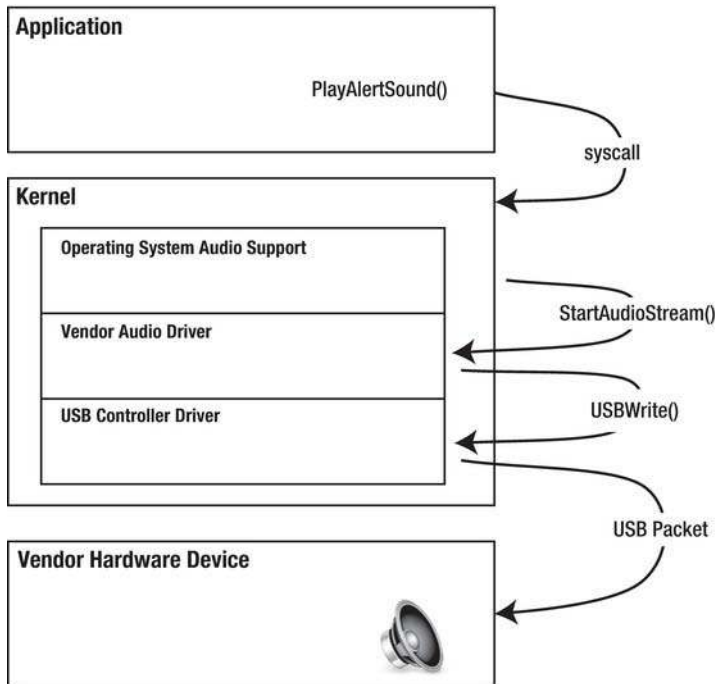 Application
PlayAlertSound()
syscall
Kernel
Operating System Audio Support
StartAudioStream()
Vendor Audio Driver
USBWrite()
USB Controller Driver
USB Packet
Vendor Hardware Device